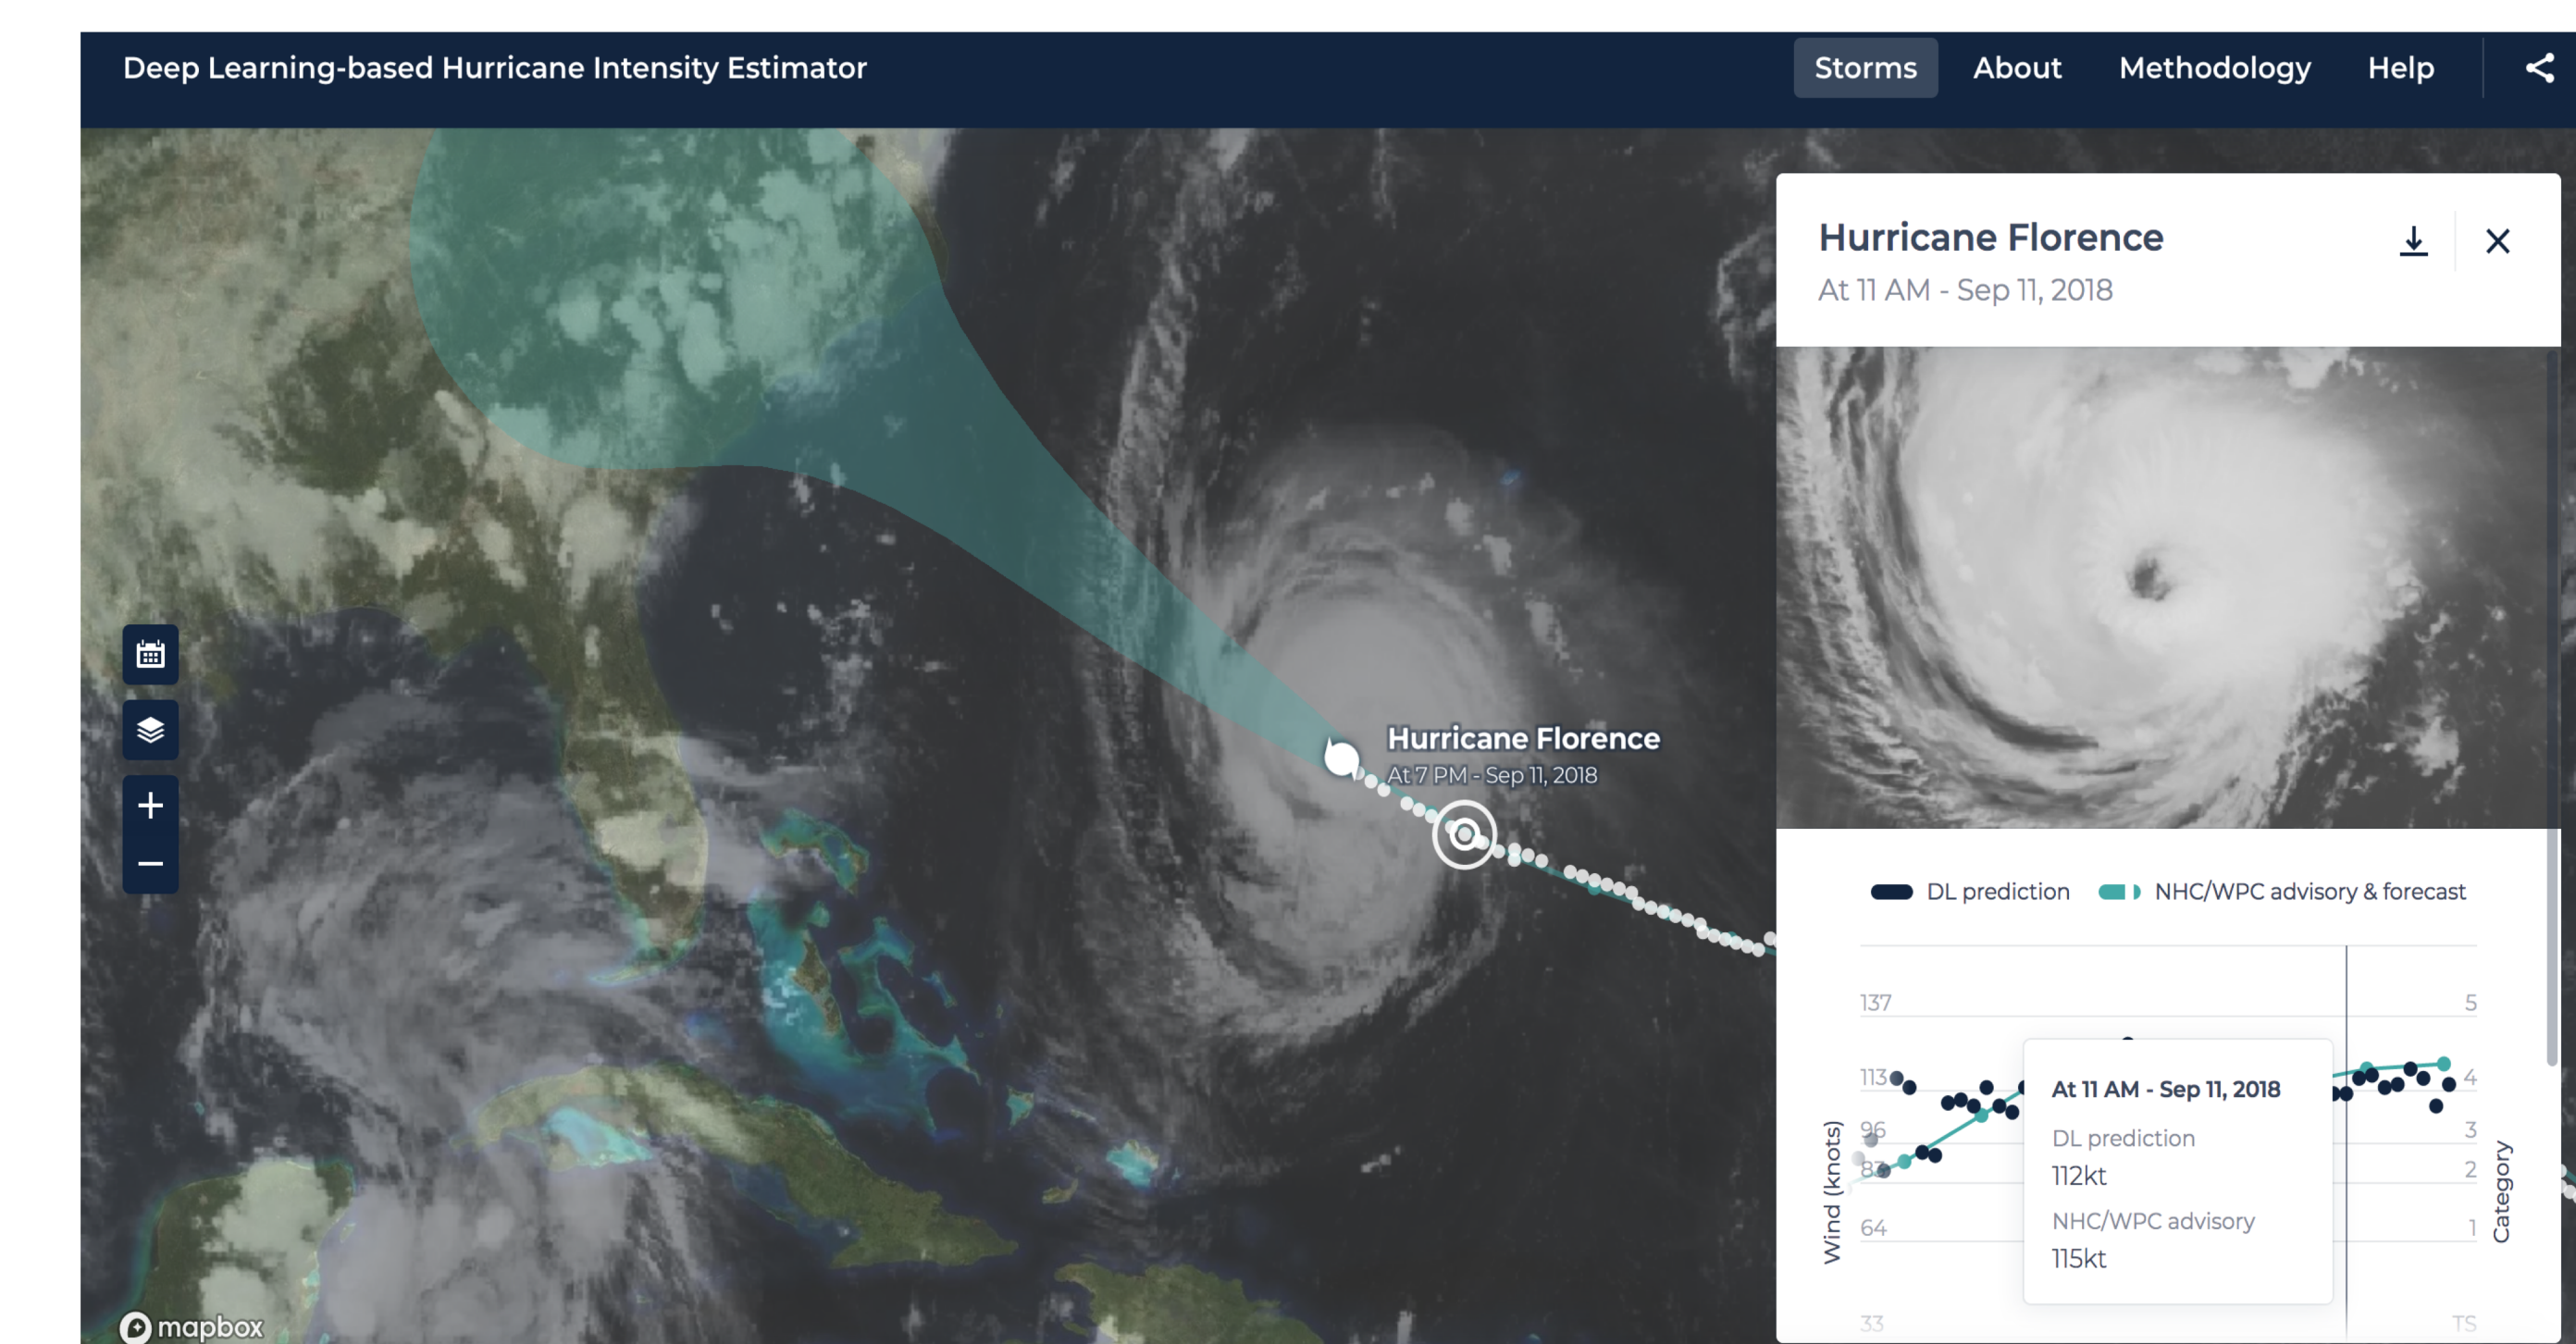 Deep Learning-based Hurricane Intensity Estimator
Storms About Methodology Help
Hurricane Florence
At 7 PM - Sep 11, 2018
mapbox
Hurricane Florence
At 11 AM - Sep 11, 2018
DL prediction NHC/WPC advisory & forecast
137 5
113 4
96 3
83 2
64 1
33 TS
Wind (knots)
Category
At 11 AM - Sep 11, 2018
DL prediction
112kt
NHC/WPC advisory
115kt